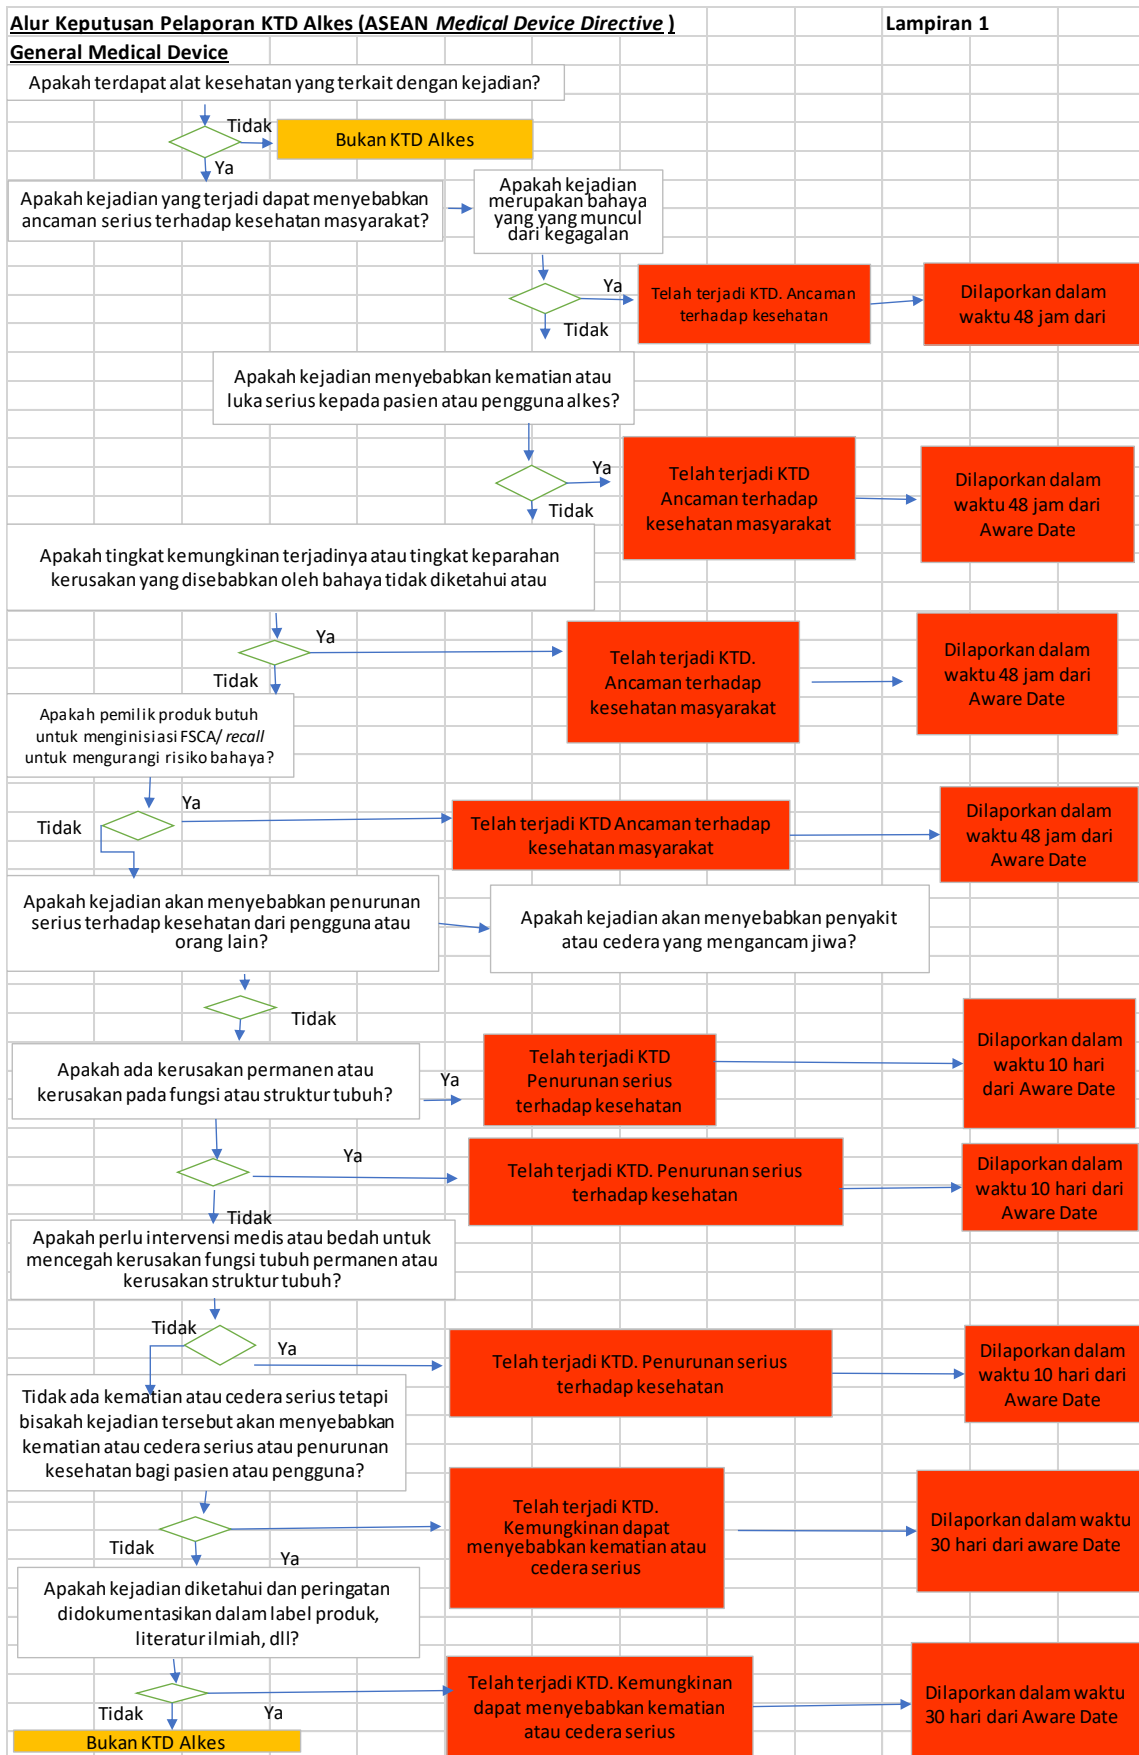 Alur Keputusan Pelaporan KTD Alkes (ASEAN Medical Device Directive )
Lampiran 1
General Medical Device
Apakah terdapat alat kesehatan yang terkait dengan kejadian?
Tidak
Bukan KTD Alkes
Ya
Apakah kejadian yang terjadi dapat menyebabkan
ancaman serius terhadap kesehatan masyarakat?
Apakah kejadian
merupakan bahaya
yang yang muncul
dari kegagalan
Ya
Telah terjadi KTD. Ancaman
terhadap kesehatan
Dilaporkan dalam
waktu 48 jam dari
Tidak
Apakah kejadian menyebabkan kematian atau
luka serius kepada pasien atau pengguna alkes?
Ya
Telah terjadi KTD
Ancaman terhadap
kesehatan masyarakat
Dilaporkan dalam
waktu 48 jam dari
Aware Date
Tidak
Apakah tingkat kemungkinan terjadinya atau tingkat keparahan
kerusakan yang disebabkan oleh bahaya tidak diketahui atau
Ya
Telah terjadi KTD.
Ancaman terhadap
kesehatan masyarakat
Dilaporkan dalam
waktu 48 jam dari
Aware Date
Tidak
Apakah pemilik produk butuh
untuk menginisiasi FSCA/ recall
untuk mengurangi risiko bahaya?
Ya
Tidak
Telah terjadi KTD Ancaman terhadap
kesehatan masyarakat
Dilaporkan dalam
waktu 48 jam dari
Aware Date
Apakah kejadian akan menyebabkan penurunan
serius terhadap kesehatan dari pengguna atau
orang lain?
Apakah kejadian akan menyebabkan penyakit
atau cedera yang mengancam jiwa?
Tidak
Apakah ada kerusakan permanen atau
kerusakan pada fungsi atau struktur tubuh?
Ya
Telah terjadi KTD
Penurunan serius
terhadap kesehatan
Dilaporkan dalam
waktu 10 hari
dari Aware Date
Ya
Telah terjadi KTD. Penurunan serius
terhadap kesehatan
Dilaporkan dalam
waktu 10 hari dari
Aware Date
Tidak
Apakah perlu intervensi medis atau bedah untuk
mencegah kerusakan fungsi tubuh permanen atau
kerusakan struktur tubuh?
Tidak
Ya
Telah terjadi KTD. Penurunan serius
terhadap kesehatan
Dilaporkan dalam
waktu 10 hari dari
Aware Date
Tidak ada kematian atau cedera serius tetapi
bisakah kejadian tersebut akan menyebabkan
kematian atau cedera serius atau penurunan
kesehatan bagi pasien atau pengguna?
Telah terjadi KTD.
Kemungkinan dapat
menyebabkan kematian atau
cedera serius
Dilaporkan dalam waktu
30 hari dari aware Date
Tidak
Ya
Apakah kejadian diketahui dan peringatan
didokumentasikan dalam label produk,
literatur ilmiah, dll?
Telah terjadi KTD. Kemungkinan
dapat menyebabkan kematian
atau cedera serius
Dilaporkan dalam waktu
30 hari dari Aware Date
Tidak
Ya
Bukan KTD Alkes